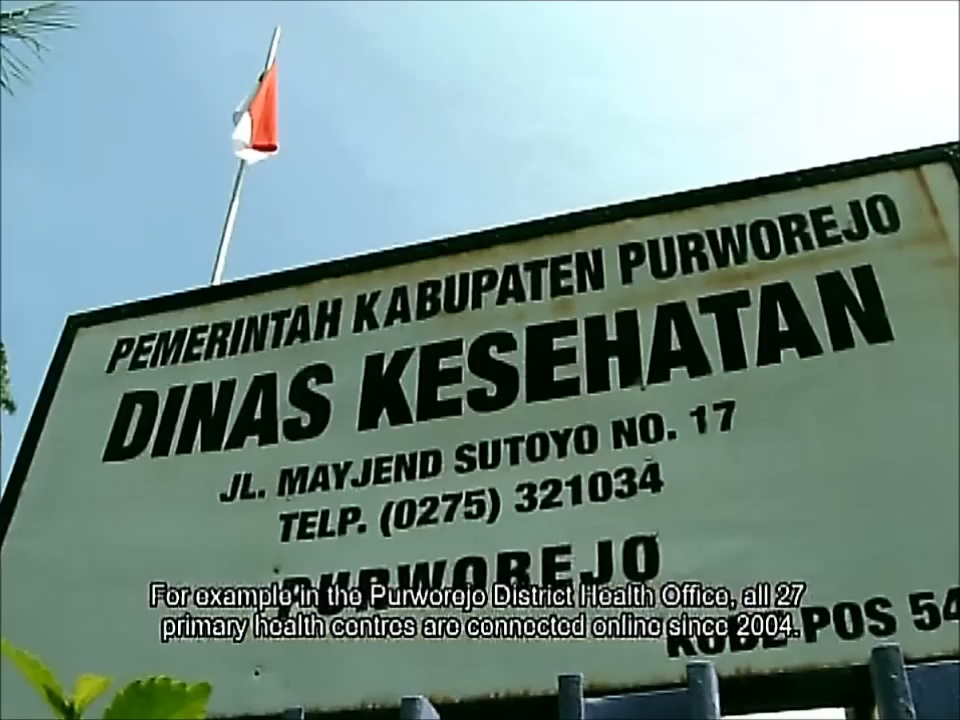 PEMERINTAH KABUPATEN PURWOREJO
DINAS KESEHATAN
JL. MAYJEND SUTOYO NO. 17
TELP. (0275) 321034
PURWOREJO
KODE POS 54
For example in the Purworejo District Health Office, all 27
primary health centres are connected online since 2004.